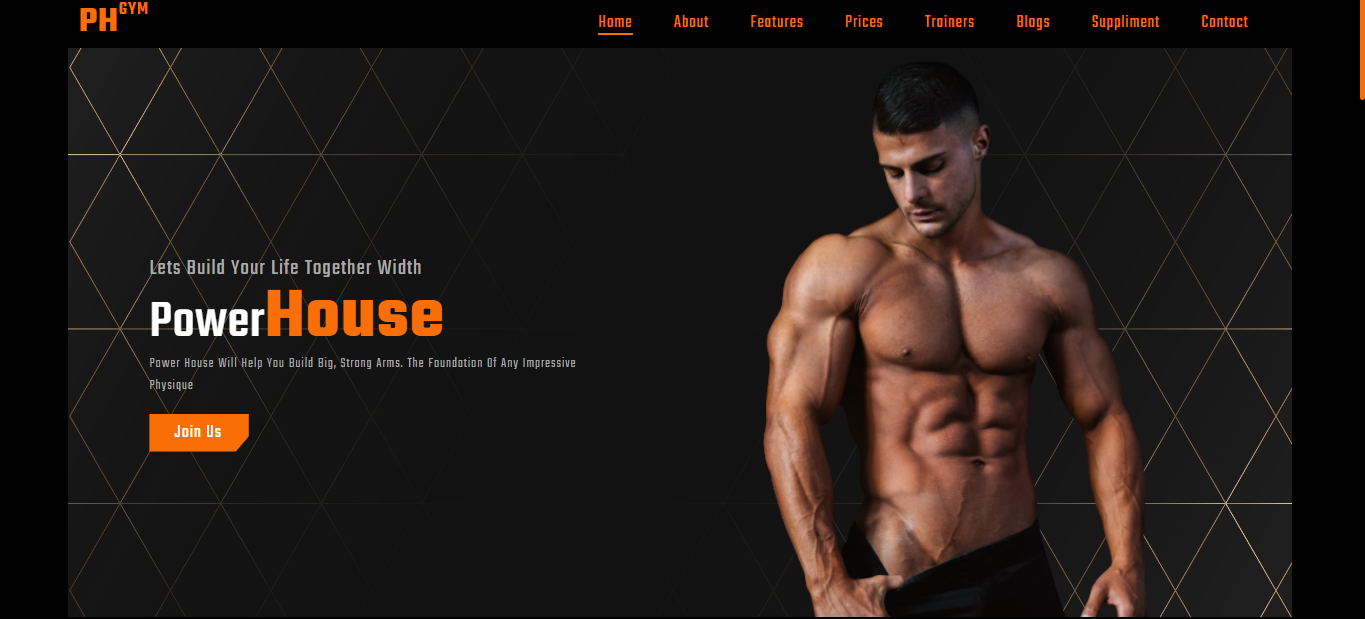 PH GYM
Home About Features Prices Trainers Blogs Suppliment Contact
Lets Build Your Life Together Width
PowerHouse
Power House Will Help You Build Big, Strong Arms. The Foundation Of Any Impressive
Physique
Join Us